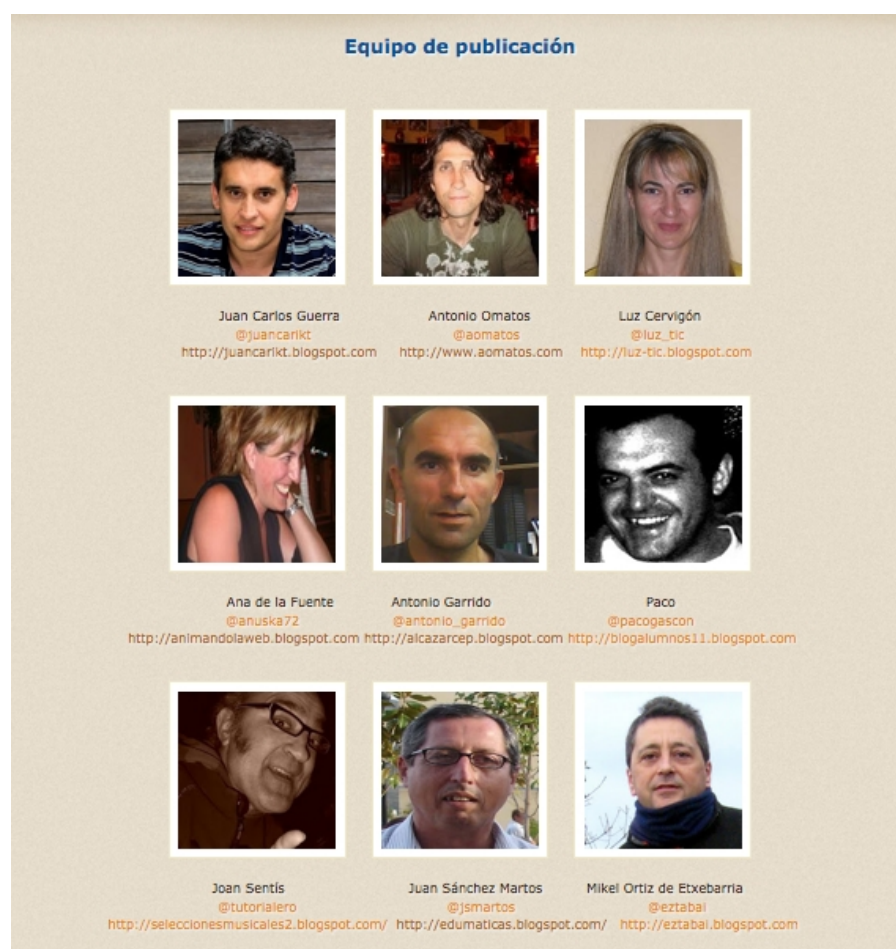 Equipo de publicación
Juan Carlos Guerra
@juancarikt
http://juancarikt.blogspot.com
Antonio Omatos
@aomatos
http://www.aomatos.com
Luz Cervigón
@luz_tic
http://luz-tic.blogspot.com
Ana de la Fuente
@anuska72
http://animandolaweb.blogspot.com
Antonio Garrido
@antonio_garrido
http://alcazarcep.blogspot.com
Paco
@pacogascon
http://blogalumnos11.blogspot.com
Joan Sentís
@tutorialero
http://seleccionesmusicales2.blogspot.com/
Juan Sánchez Martos
@jsmartos
http://edumaticas.blogspot.com/
Mikel Ortiz de Etxebarria
@eztabai
http://eztabai.blogspot.com